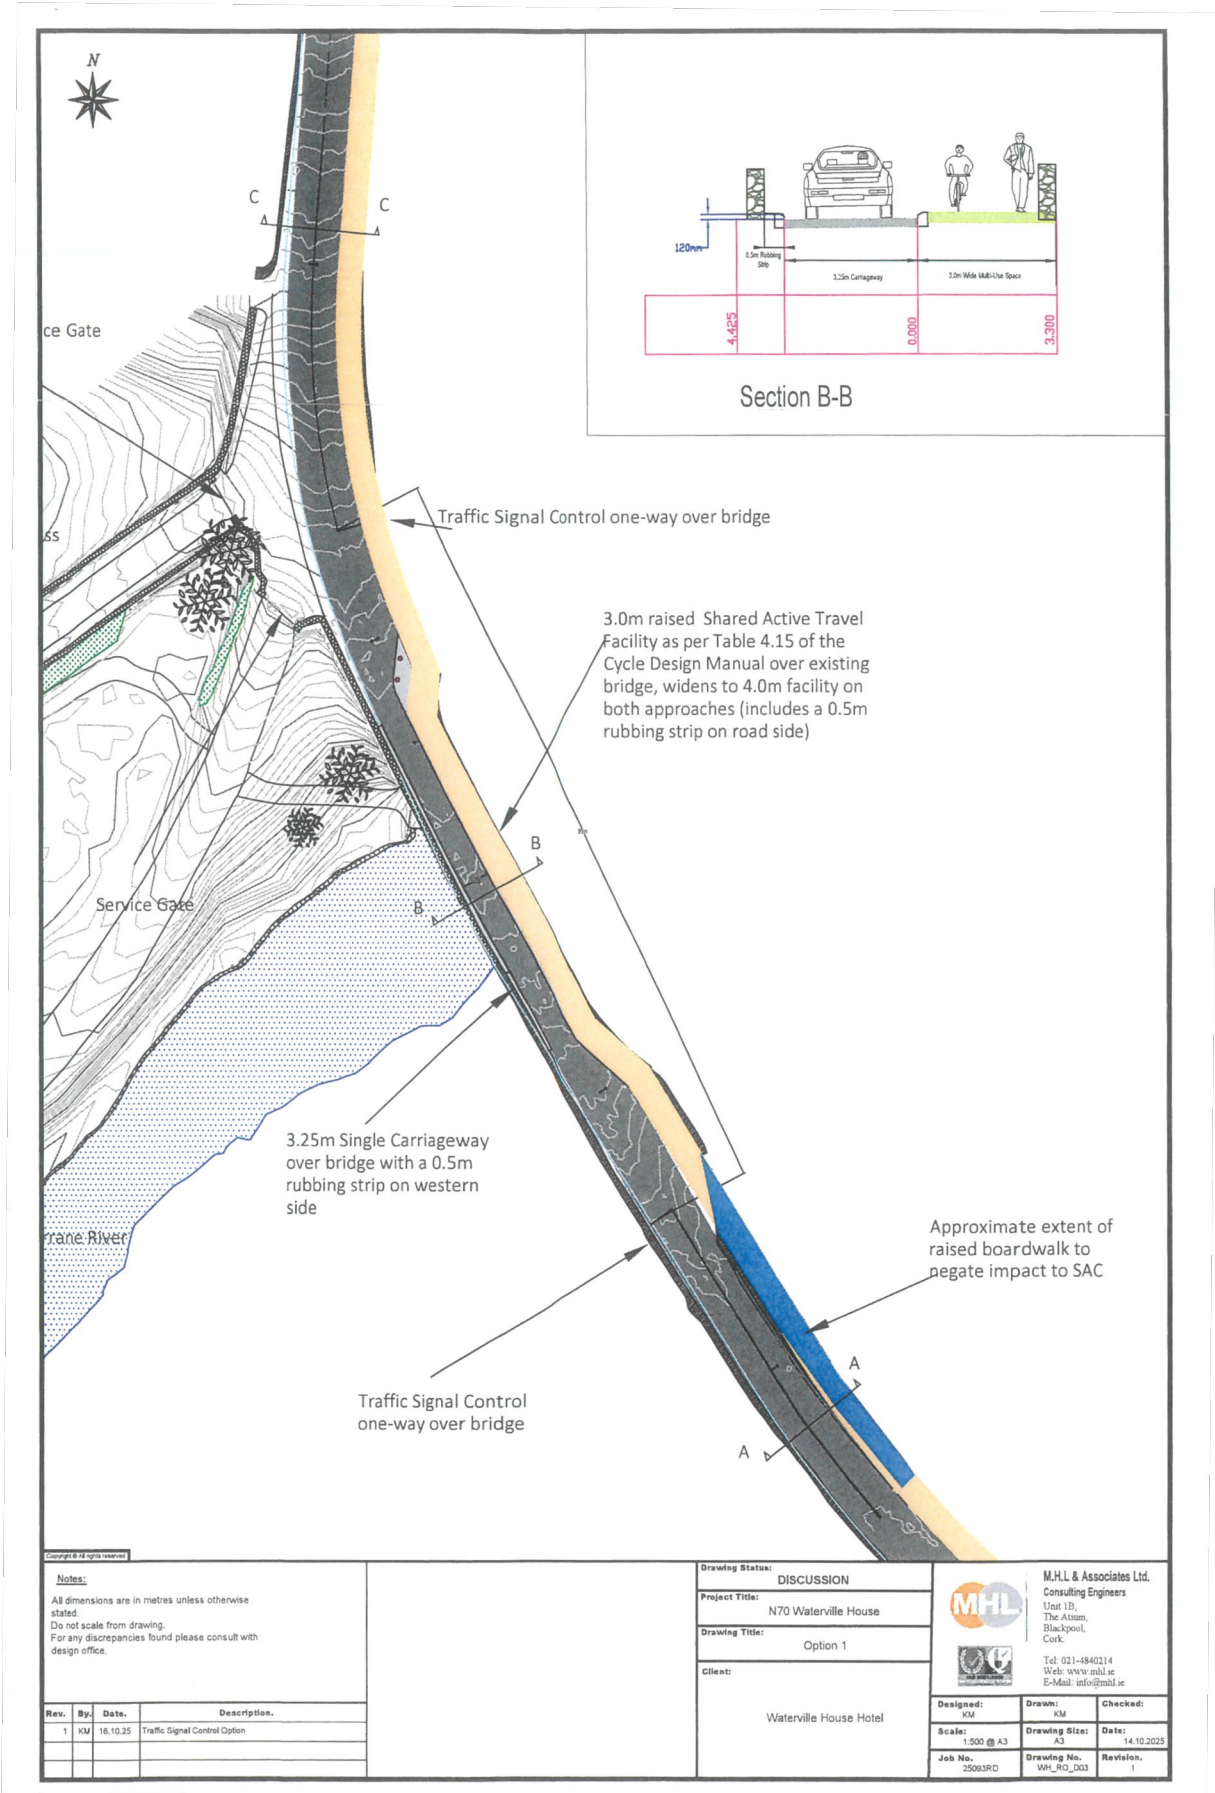 N
C
C
ce Gate
ss
120mm
0.5m Rubbing
Strip
3.25m Carriageway
3.0m Wide Multi-Use Space
4.425
0.000
3.300
Section B-B
Traffic Signal Control one-way over bridge
3.0m raised Shared Active Travel
Facility as per Table 4.15 of the
Cycle Design Manual over existing
bridge, widens to 4.0m facility on
both approaches (includes a 0.5m
rubbing strip on road side)
B
B
Service Gate
3.25m Single Carriageway
over bridge with a 0.5m
rubbing strip on western
side
rrane River
Approximate extent of
raised boardwalk to
negate impact to SAC
Traffic Signal Control
one-way over bridge
A
A
Copyright © All rights reserved
Notes:
All dimensions are in metres unless otherwise
stated.
Do not scale from drawing.
For any discrepancies found please consult with
design office.
Rev. By. Date. Description.
1 KM 16.10.25 Traffic Signal Control Option
Drawing Status:
DISCUSSION
Project Title:
N70 Waterville House
Drawing Title:
Option 1
Client:
Waterville House Hotel
MHL
M.H.L & Associates Ltd.
Consulting Engineers
Unit 1B,
The Atium,
Blackpool,
Cork.
Tel: 021-4840214
Web: www.mhl.ie
E-Mail: info@mhl.ie
Designed: KM
Drawn: KM
Checked:
Scale: 1:500 @ A3
Drawing Size: A3
Date: 14.10.2025
Job No. 25093RD
Drawing No. WH_RO_D03
Revision. 1